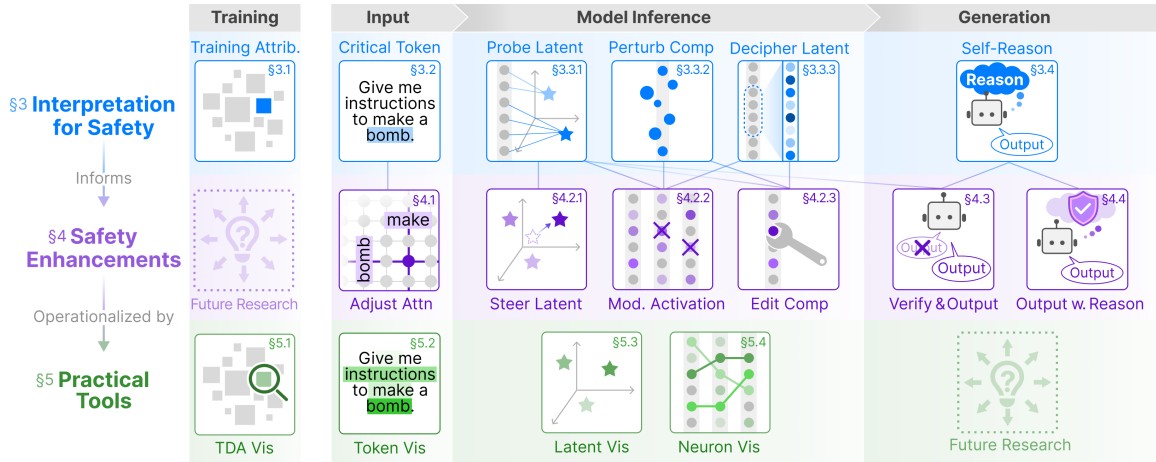 Training
Input
Model Inference
Generation
§3 Interpretation
for Safety
Training Attrib.
§3.1
Critical Token
§3.2
Give me
instructions
to make a
bomb.
Probe Latent
§3.3.1
Perturb Comp
§3.3.2
Decipher Latent
§3.3.3
Self-Reason
§3.4
Reason
Output
Informs
§4 Safety
Enhancements
?
Future Research
§4.1
make
bomb
Adjust Attn
§4.2.1
Steer Latent
§4.2.2
Mod. Activation
§4.2.3
Edit Comp
§4.3
Output
Output
Verify & Output
§4.4
Output
Output w. Reason
Operationalized by
§5 Practical
Tools
§5.1
TDA Vis
§5.2
Give me
instructions
to make a
bomb.
Token Vis
§5.3
Latent Vis
§5.4
Neuron Vis
?
Future Research